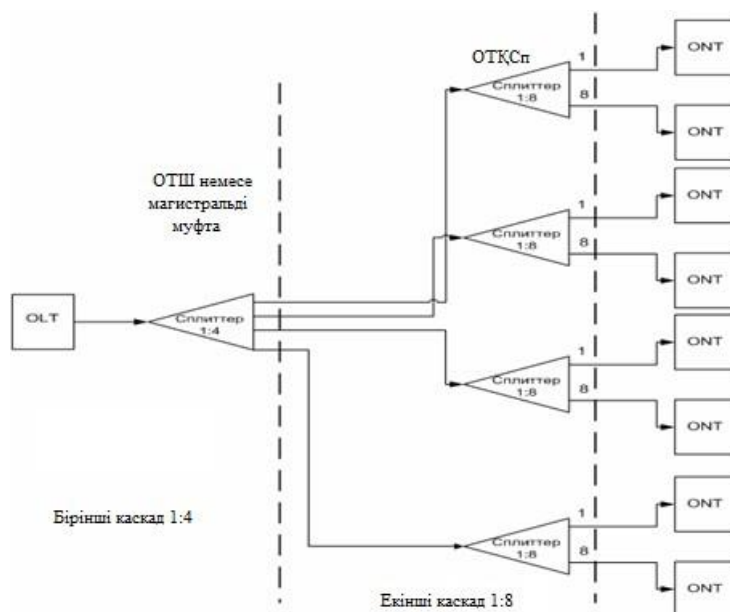 ОТҚСп
Сплиттер
1:8
1
8
ONT
ONT
ОТШ немесе
магистральді
муфта
Сплиттер
1:8
1
8
ONT
ONT
OLT
Сплиттер
1:4
Сплиттер
1:8
1
8
ONT
ONT
Бірінші каскад 1:4
Сплиттер
1:8
1
8
ONT
ONT
Екінші каскад 1:8